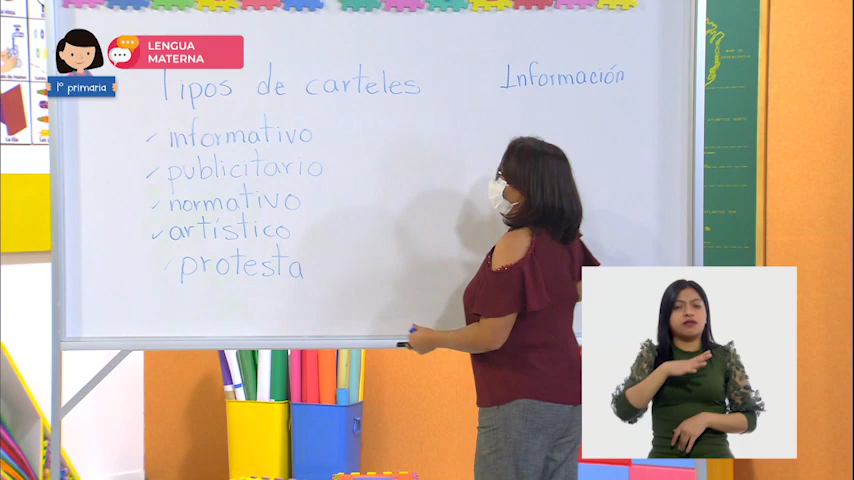 LENGUA
MATERNA
1° primaria
Tipos de carteles
informativo
publicitario
normativo
artístico
protesta
Información